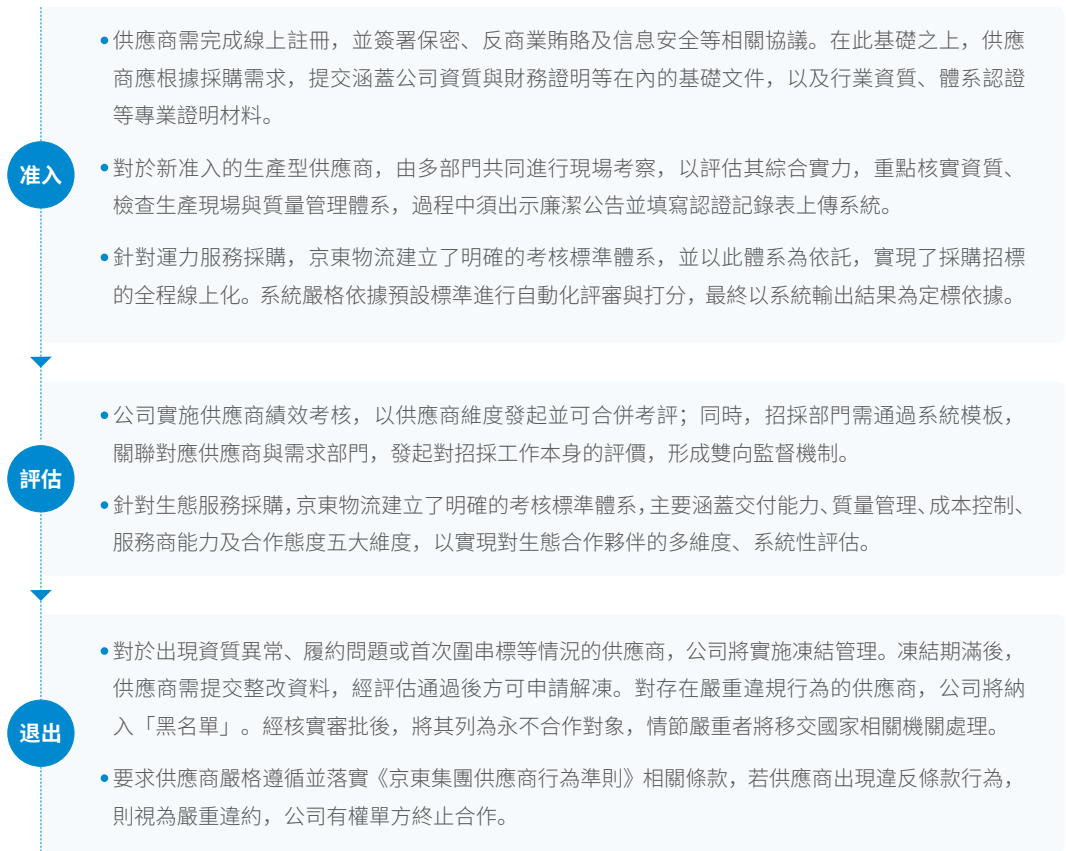 •供應商需完成線上註冊，並簽署保密、反商業賄賂及信息安全等相關協議。在此基礎之上，供應
商應根據採購需求，提交涵蓋公司資質與財務證明等在內的基礎文件，以及行業資質、體系認證
等專業證明材料。
准入
•對於新准入的生產型供應商，由多部門共同進行現場考察，以評估其綜合實力，重點核實資質、
檢查生產現場與質量管理體系，過程中須出示廉潔公告並填寫認證記錄表上傳系統。
•針對運力服務採購，京東物流建立了明確的考核標準體系，並以此體系為依託，實現了採購招標
的全程線上化。系統嚴格依據預設標準進行自動化評審與打分，最終以系統輸出結果為定標依據。
•公司實施供應商績效考核，以供應商維度發起並可合併考評；同時，招採部門需通過系統模板，
關聯對應供應商與需求部門，發起對招採工作本身的評價，形成雙向監督機制。
評估
•針對生態服務採購，京東物流建立了明確的考核標準體系，主要涵蓋交付能力、質量管理、成本控制、
服務商能力及合作態度五大維度，以實現對生態合作夥伴的多維度、系統性評估。
•對於出現資質異常、履約問題或首次圍串標等情況的供應商，公司將實施凍結管理。凍結期滿後，
供應商需提交整改資料，經評估通過後方可申請解凍。對存在嚴重違規行為的供應商，公司將納
入「黑名單」。經核實審批後，將其列為永不合作對象，情節嚴重者將移交國家相關機關處理。
退出
•要求供應商嚴格遵循並落實《京東集團供應商行為準則》相關條款，若供應商出現違反條款行為，
則視為嚴重違約，公司有權單方終止合作。